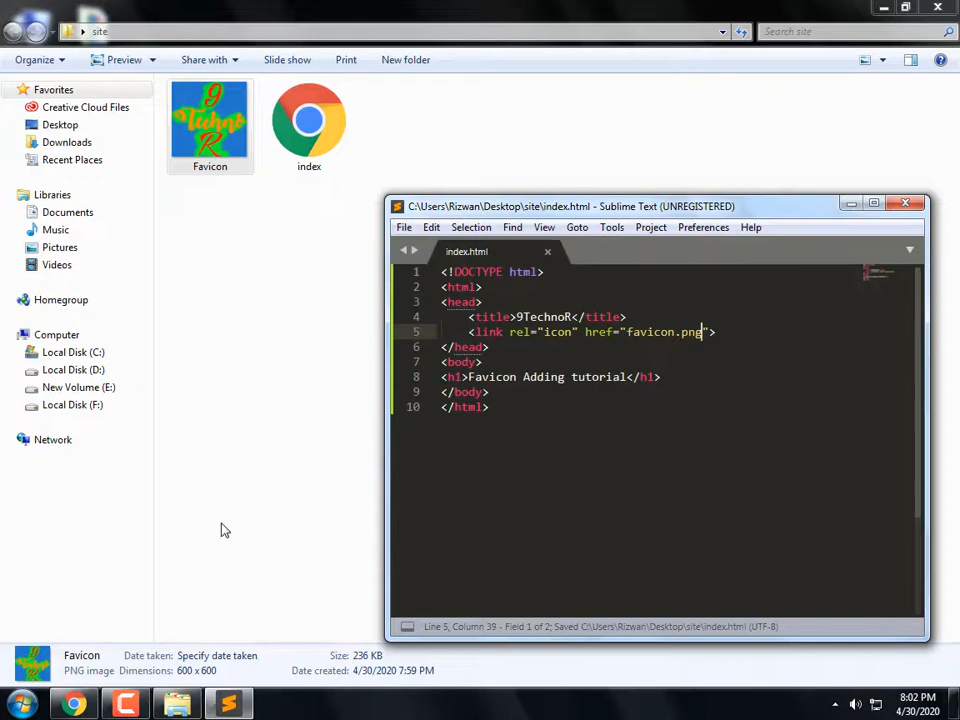 site
Search site
Organize
Preview
Share with
Slide show
Print
New folder
Favorites
Creative Cloud Files
Desktop
Downloads
Recent Places
Libraries
Documents
Music
Pictures
Videos
Homegroup
Computer
Local Disk (C:)
Local Disk (D:)
New Volume (E:)
Local Disk (F:)
Network
9
Techno
R
Favicon
index
C:\Users\Rizwan\Desktop\site\index.html - Sublime Text (UNREGISTERED)
File Edit Selection Find View Goto Tools Project Preferences Help
index.html
1 <!DOCTYPE html>
2 <html>
3 <head>
4 <title>9TechnoR</title>
5 <link rel="icon" href="favicon.png">
6 </head>
7 <body>
8 <h1>Favicon Adding tutorial</h1>
9 </body>
10 </html>
Line 5, Column 39 - Field 1 of 2; Saved C:\Users\Rizwan\Desktop\site\index.html (UTF-8)
Favicon
PNG image
Date taken: Specify date taken
Dimensions: 600 x 600
Size: 236 KB
Date created: 4/30/2020 7:59 PM
8:02 PM
4/30/2020